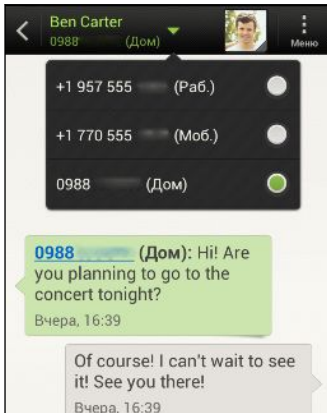 Ben Carter
0988 (Дом)
Меню
+1 957 555 (Раб.)
+1 770 555 (Моб.)
0988 (Дом)
0988 (Дом): Hi! Are
you planning to go to the
concert tonight?
Вчера, 16:39
Of course! I can't wait to see
it! See you there!
Вчера, 16:39